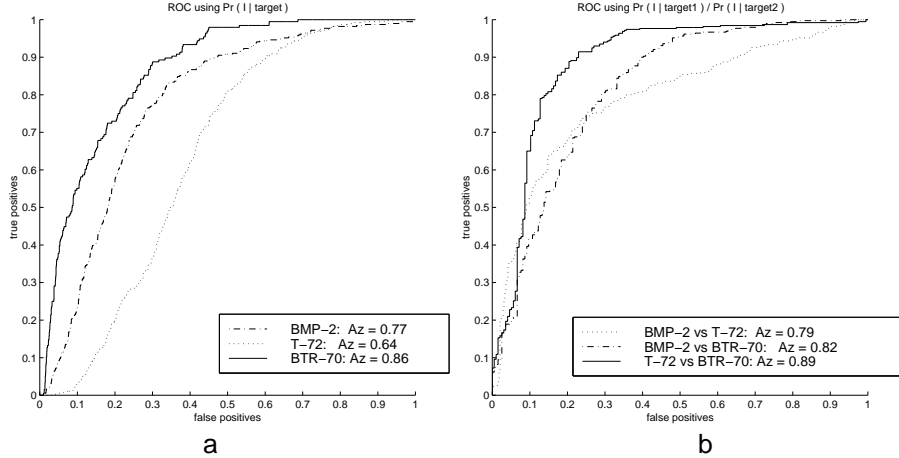 ROC using Pr ( I | target )
1
0.9
0.8
0.7
0.6
0.5
0.4
0.3
0.2
0.1
0
true positives
0 0.1 0.2 0.3 0.4 0.5 0.6 0.7 0.8 0.9 1
false positives
BMP-2: Az = 0.77
T-72: Az = 0.64
BTR-70: Az = 0.86
a
ROC using Pr ( I | target1 ) / Pr ( I | target2 )
1
0.9
0.8
0.7
0.6
0.5
0.4
0.3
0.2
0.1
0
true positives
0 0.1 0.2 0.3 0.4 0.5 0.6 0.7 0.8 0.9 1
false positives
BMP-2 vs T-72: Az = 0.79
BMP-2 vs BTR-70: Az = 0.82
T-72 vs BTR-70: Az = 0.89
b